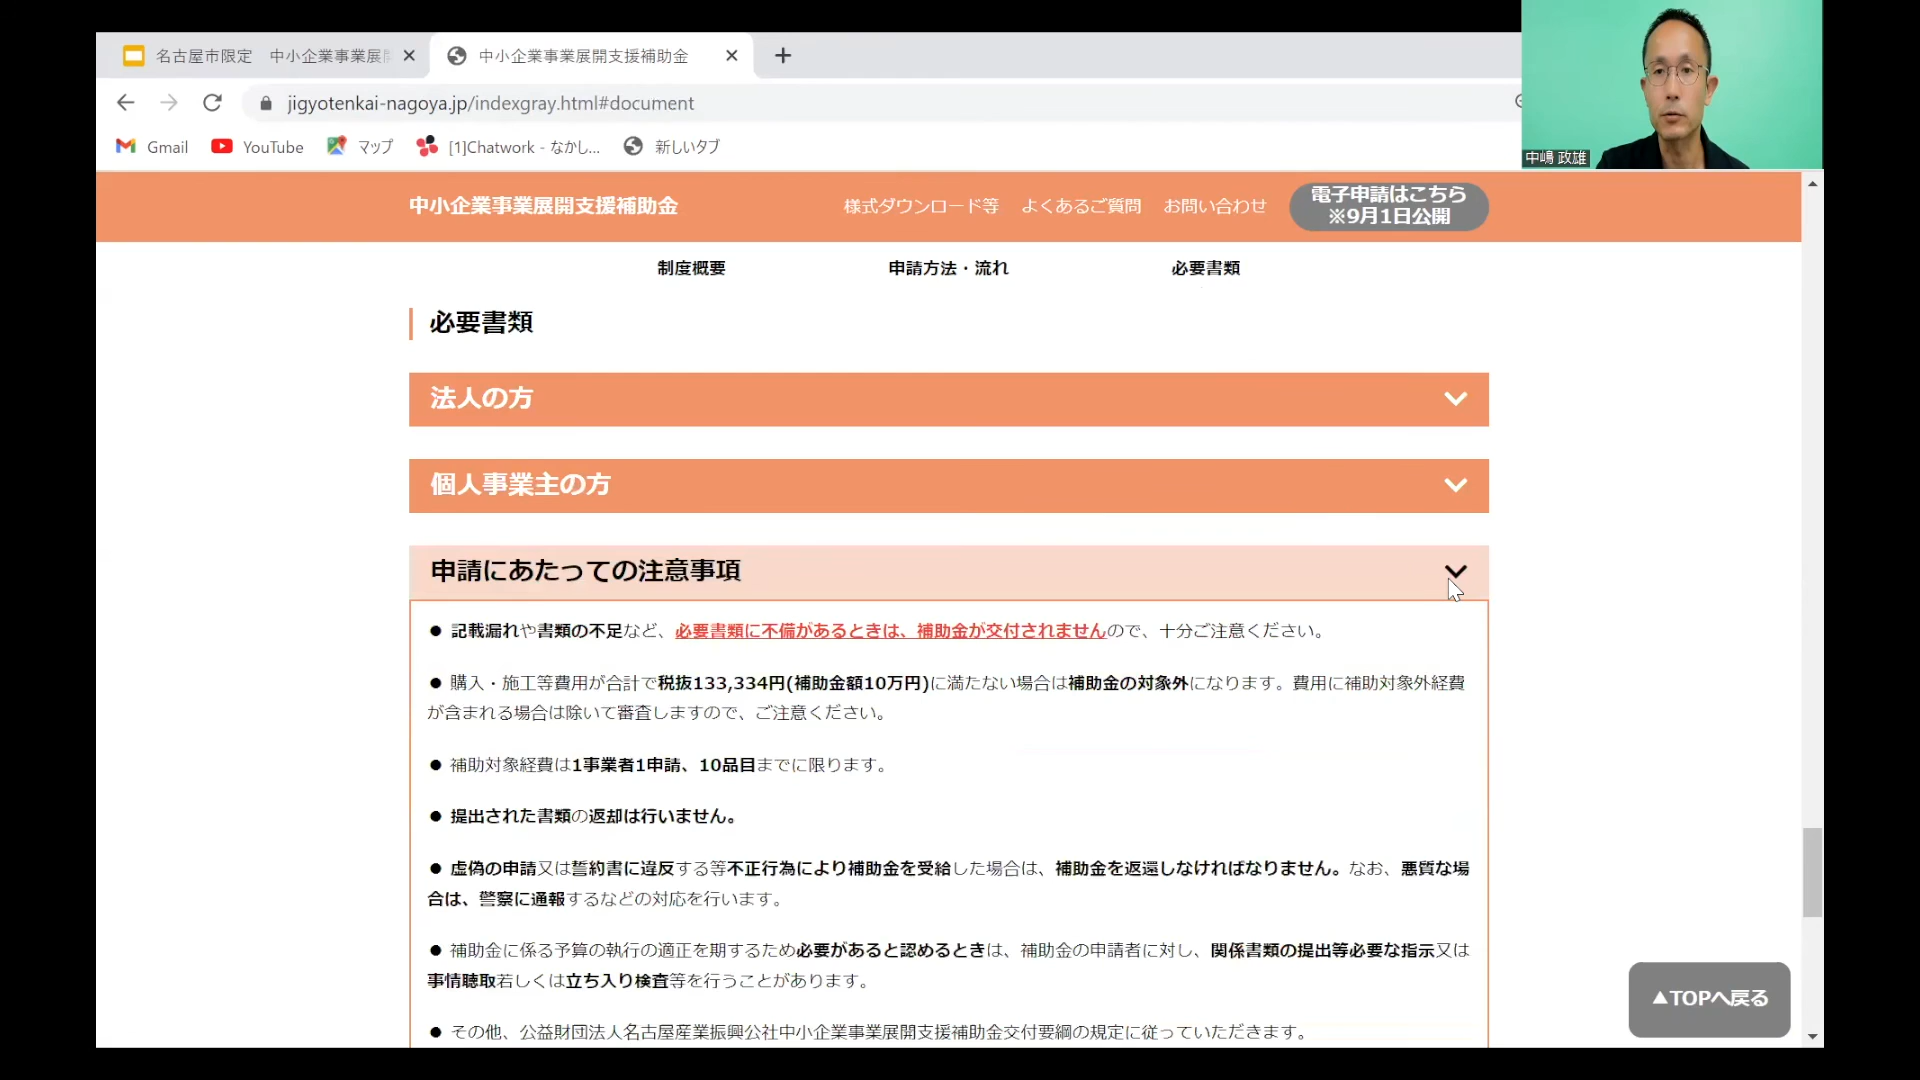 名古屋市限定 中小企業事業展開
中小企業事業展開支援補助金
jigyotenkai-nagoya.jp/indexgray.html#document
Gmail YouTube マップ [1]Chatwork - なかし... 新しいタブ
中嶋 政雄
中小企業事業展開支援補助金 様式ダウンロード等 よくあるご質問 お問い合わせ 電子申請はこちら
※9月1日公開
制度概要 申請方法・流れ 必要書類
必要書類
法人の方
個人事業主の方
申請にあたっての注意事項
● 記載漏れや書類の不足など、必要書類に不備があるときは、補助金が交付されませんので、十分ご注意ください。
● 購入・施工等費用が合計で税抜133,334円(補助金額10万円)に満たない場合は補助金の対象外になります。費用に補助対象外経費
が含まれる場合は除いて審査しますので、ご注意ください。
● 補助対象経費は1事業者1申請、10品目までに限ります。
● 提出された書類の返却は行いません。
● 虚偽の申請又は誓約書に違反する等不正行為により補助金を受給した場合は、補助金を返還しなければなりません。なお、悪質な場
合は、警察に通報するなどの対応を行います。
● 補助金に係る予算の執行の適正を期するため必要があると認めるときは、補助金の申請者に対し、関係書類の提出等必要な指示又は
事情聴取若しくは立ち入り検査等を行うことがあります。
● その他、公益財団法人名古屋産業振興公社中小企業事業展開支援補助金交付要綱の規定に従っていただきます。
▲TOPへ戻る